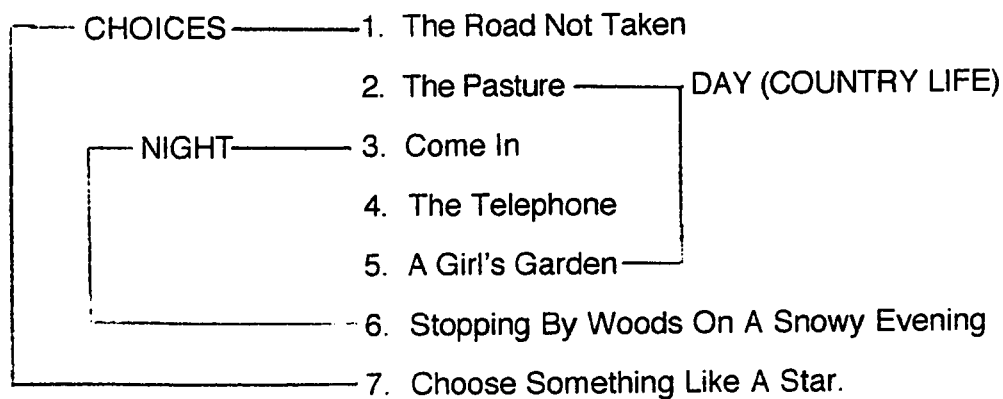 CHOICES 1. The Road Not Taken
2. The Pasture DAY (COUNTRY LIFE)
NIGHT 3. Come In
4. The Telephone
5. A Girl's Garden
6. Stopping By Woods On A Snowy Evening
7. Choose Something Like A Star.